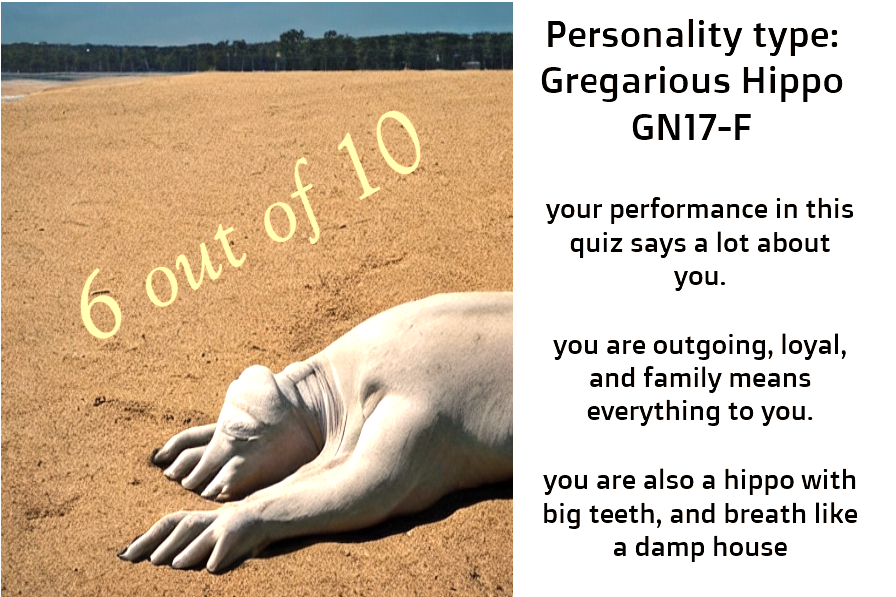 6 out of 10
Personality type:
Gregarious Hippo
GN17-F
your performance in this
quiz says a lot about
you.
you are outgoing, loyal,
and family means
everything to you.
you are also a hippo with
big teeth, and breath like
a damp house